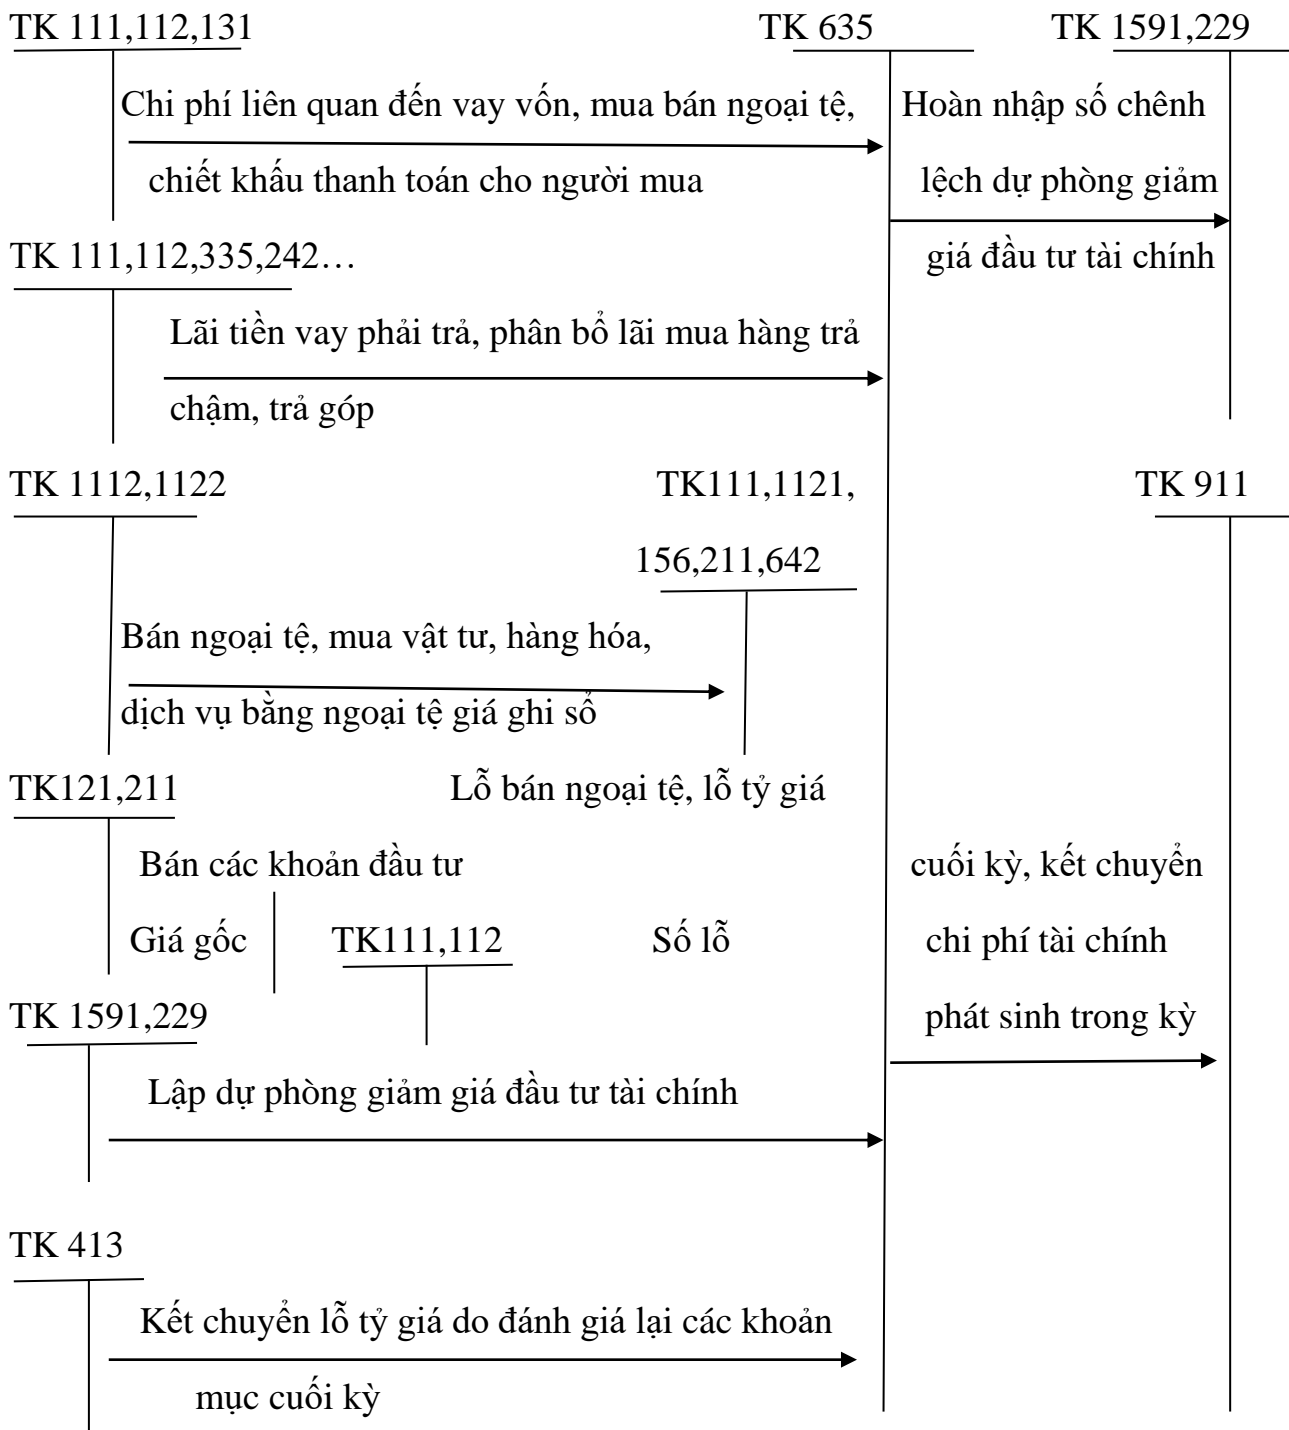 TK 111,112,131 TK 635 TK 1591,229
Chi phí liên quan đến vay vốn, mua bán ngoại tệ, Hoàn nhập số chênh
chiết khấu thanh toán cho người mua lệch dự phòng giảm
TK 111,112,335,242… giá đầu tư tài chính
Lãi tiền vay phải trả, phân bổ lãi mua hàng trả
chậm, trả góp
TK 1112,1122 TK111,1121, TK 911
156,211,642
Bán ngoại tệ, mua vật tư, hàng hóa,
dịch vụ bằng ngoại tệ giá ghi sổ
TK121,211 Lỗ bán ngoại tệ, lỗ tỷ giá
Bán các khoản đầu tư cuối kỳ, kết chuyển
Giá gốc TK111,112 Số lỗ chi phí tài chính
TK 1591,229 phát sinh trong kỳ
Lập dự phòng giảm giá đầu tư tài chính
TK 413
Kết chuyển lỗ tỷ giá do đánh giá lại các khoản
mục cuối kỳ